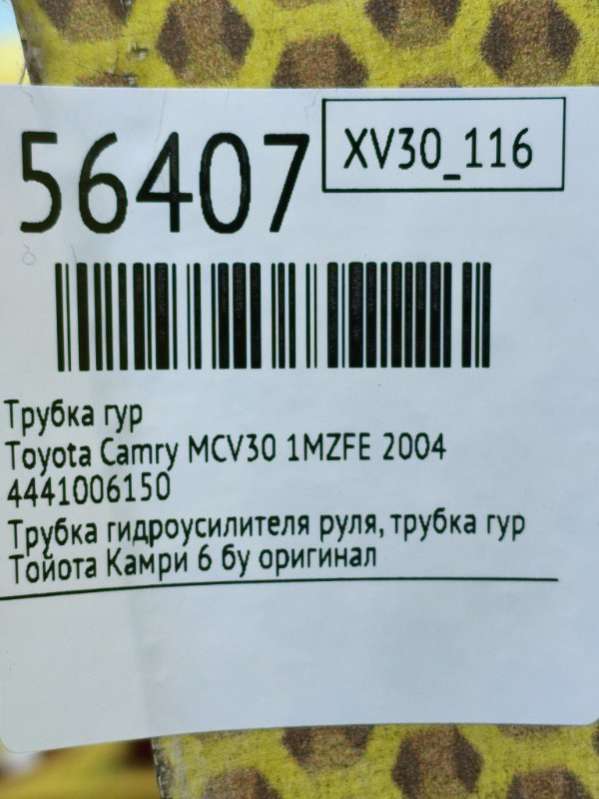 56407
XV30_116
Трубка гур
Toyota Camry MCV30 1MZFE 2004
4441006150
Трубка гидроусилителя руля, трубка гур
Тойота Камри 6 бу оригинал